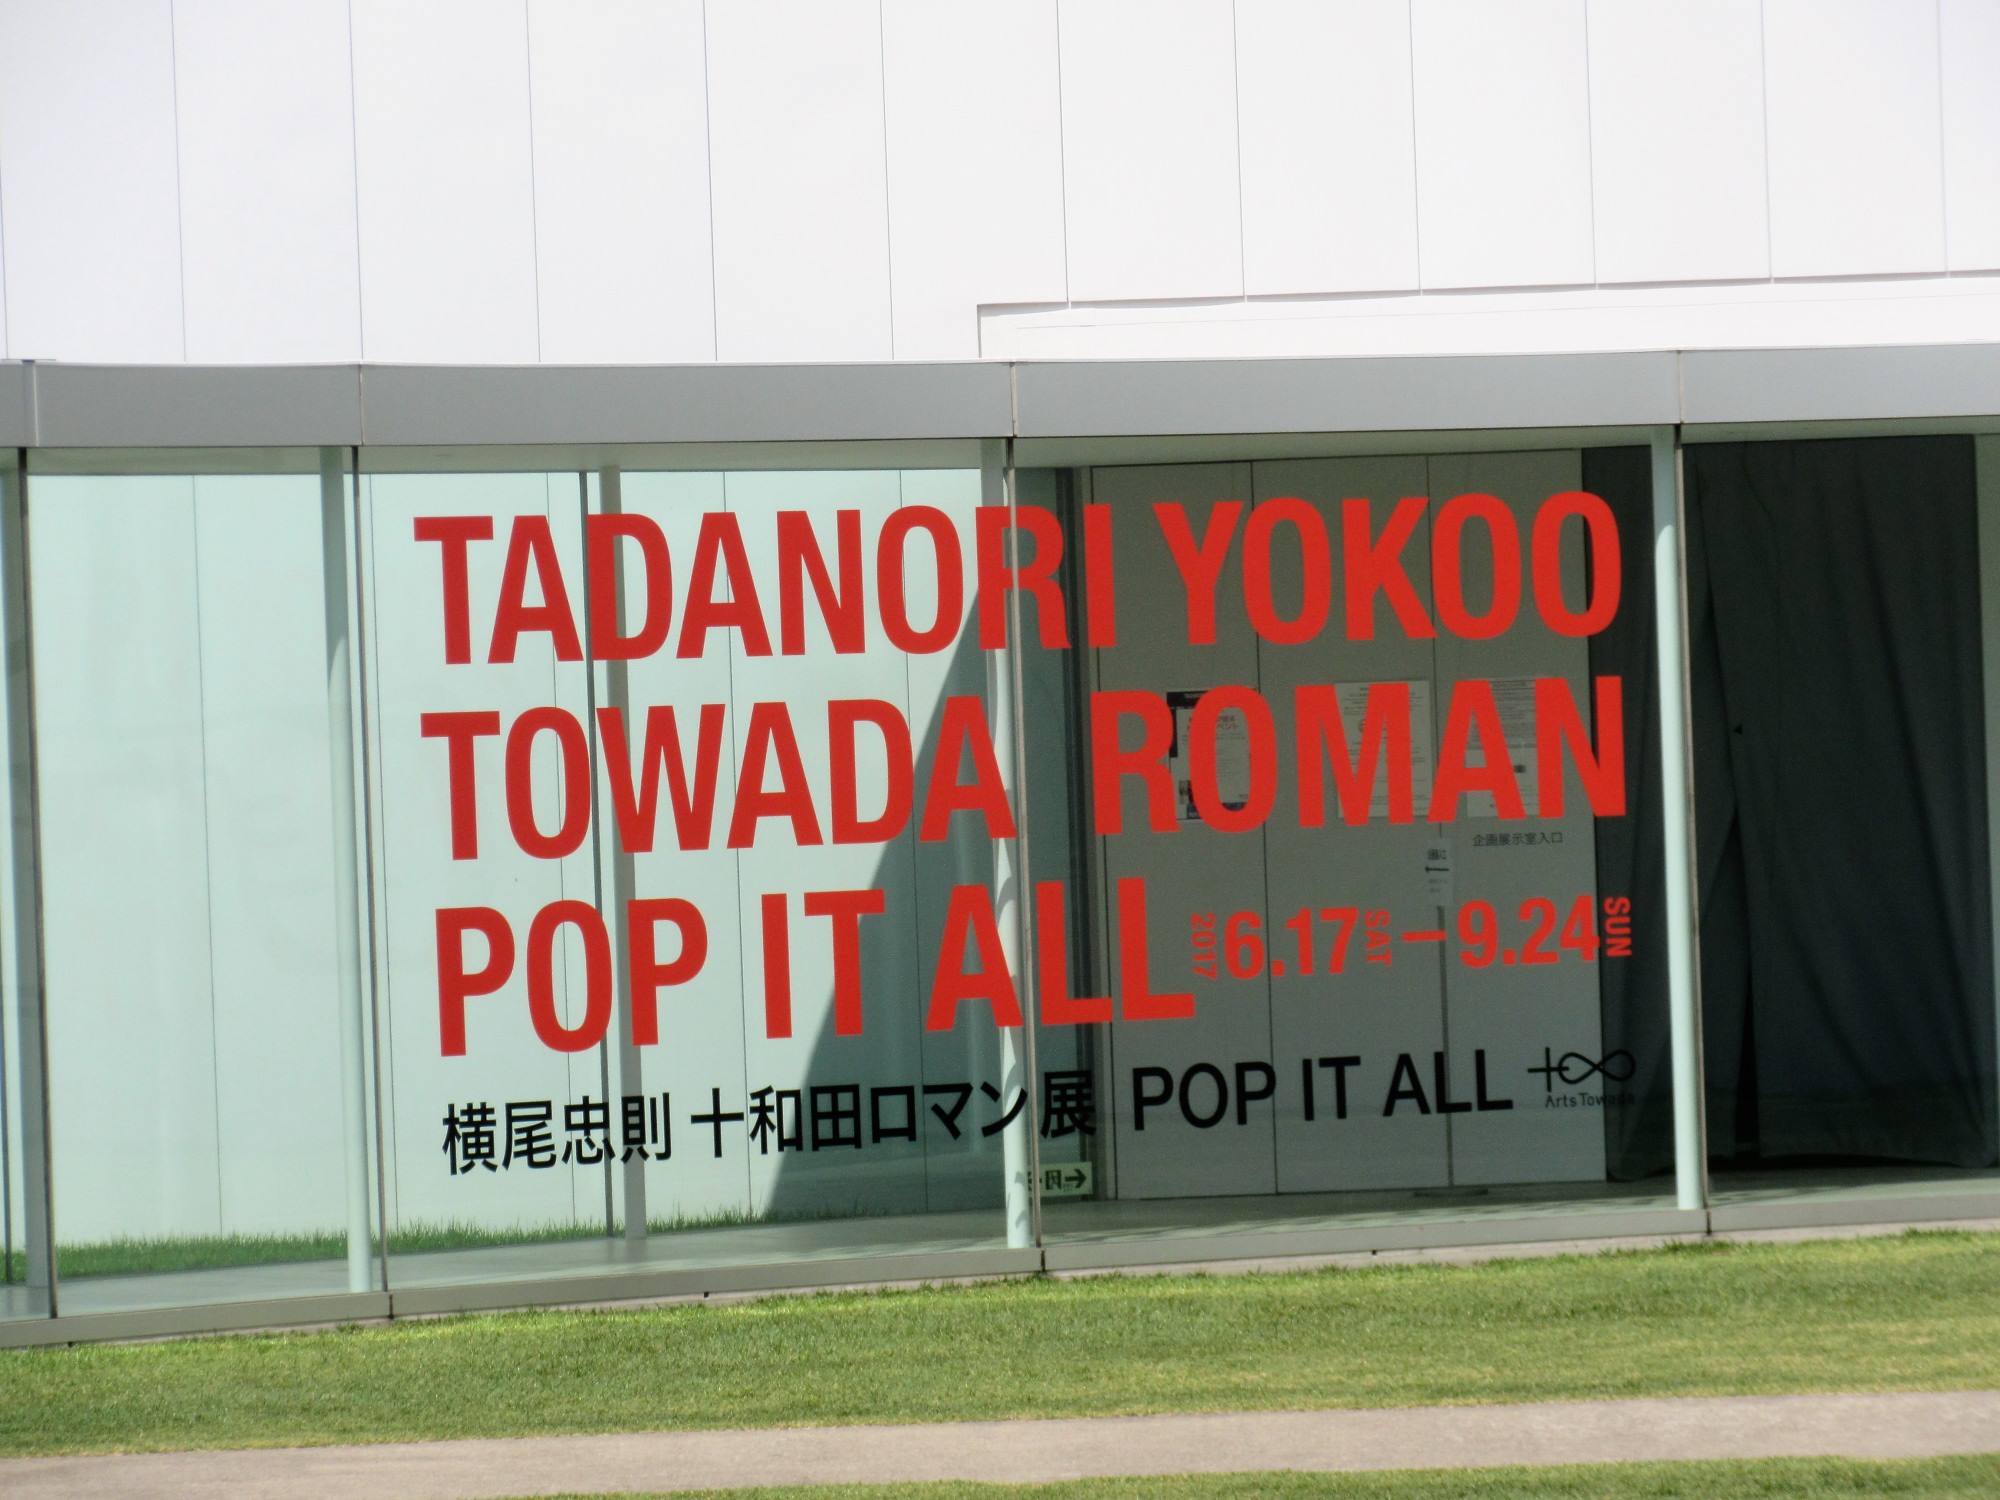 TADANORI YOKOO
TOWADA ROMAN
POP IT ALL 2017 6.17 SAT – 9.24 SUN
横尾忠則 十和田ロマン展 POP IT ALL
Arts Towada
企画展示室入口